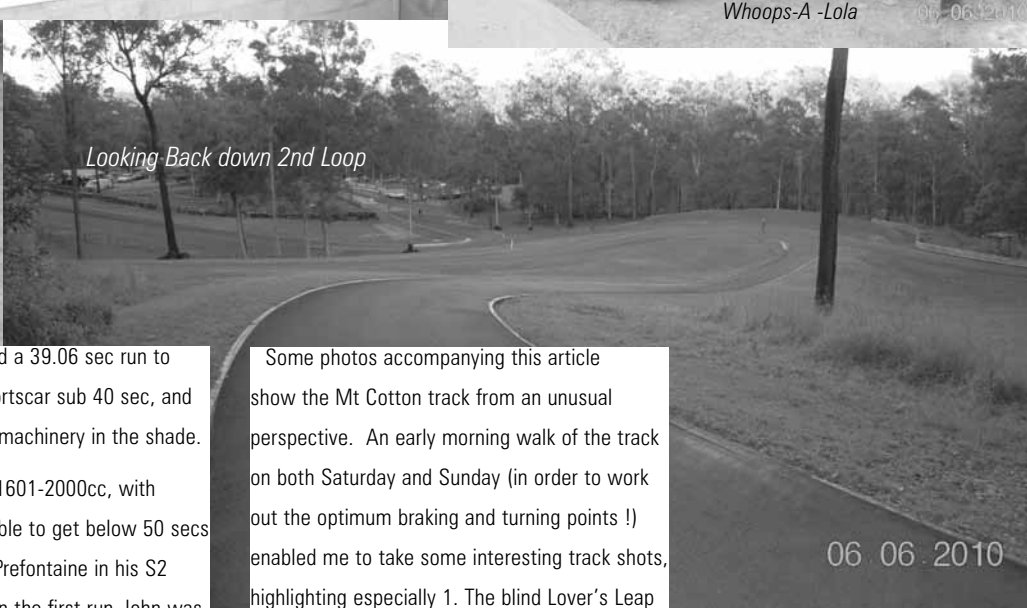 Whoops-A -Lola
06 06 2010
Looking Back down 2nd Loop
d a 39.06 sec run to
rtscar sub 40 sec, and
machinery in the shade.
1601-2000cc, with
ble to get below 50 secs
Prefontaine in his S2
n the first run, John was
Some photos accompanying this article
show the Mt Cotton track from an unusual
perspective. An early morning walk of the track
on both Saturday and Sunday (in order to work
out the optimum braking and turning points !)
enabled me to take some interesting track shots,
highlighting especially 1. The blind Lover's Leap
06 06 2010